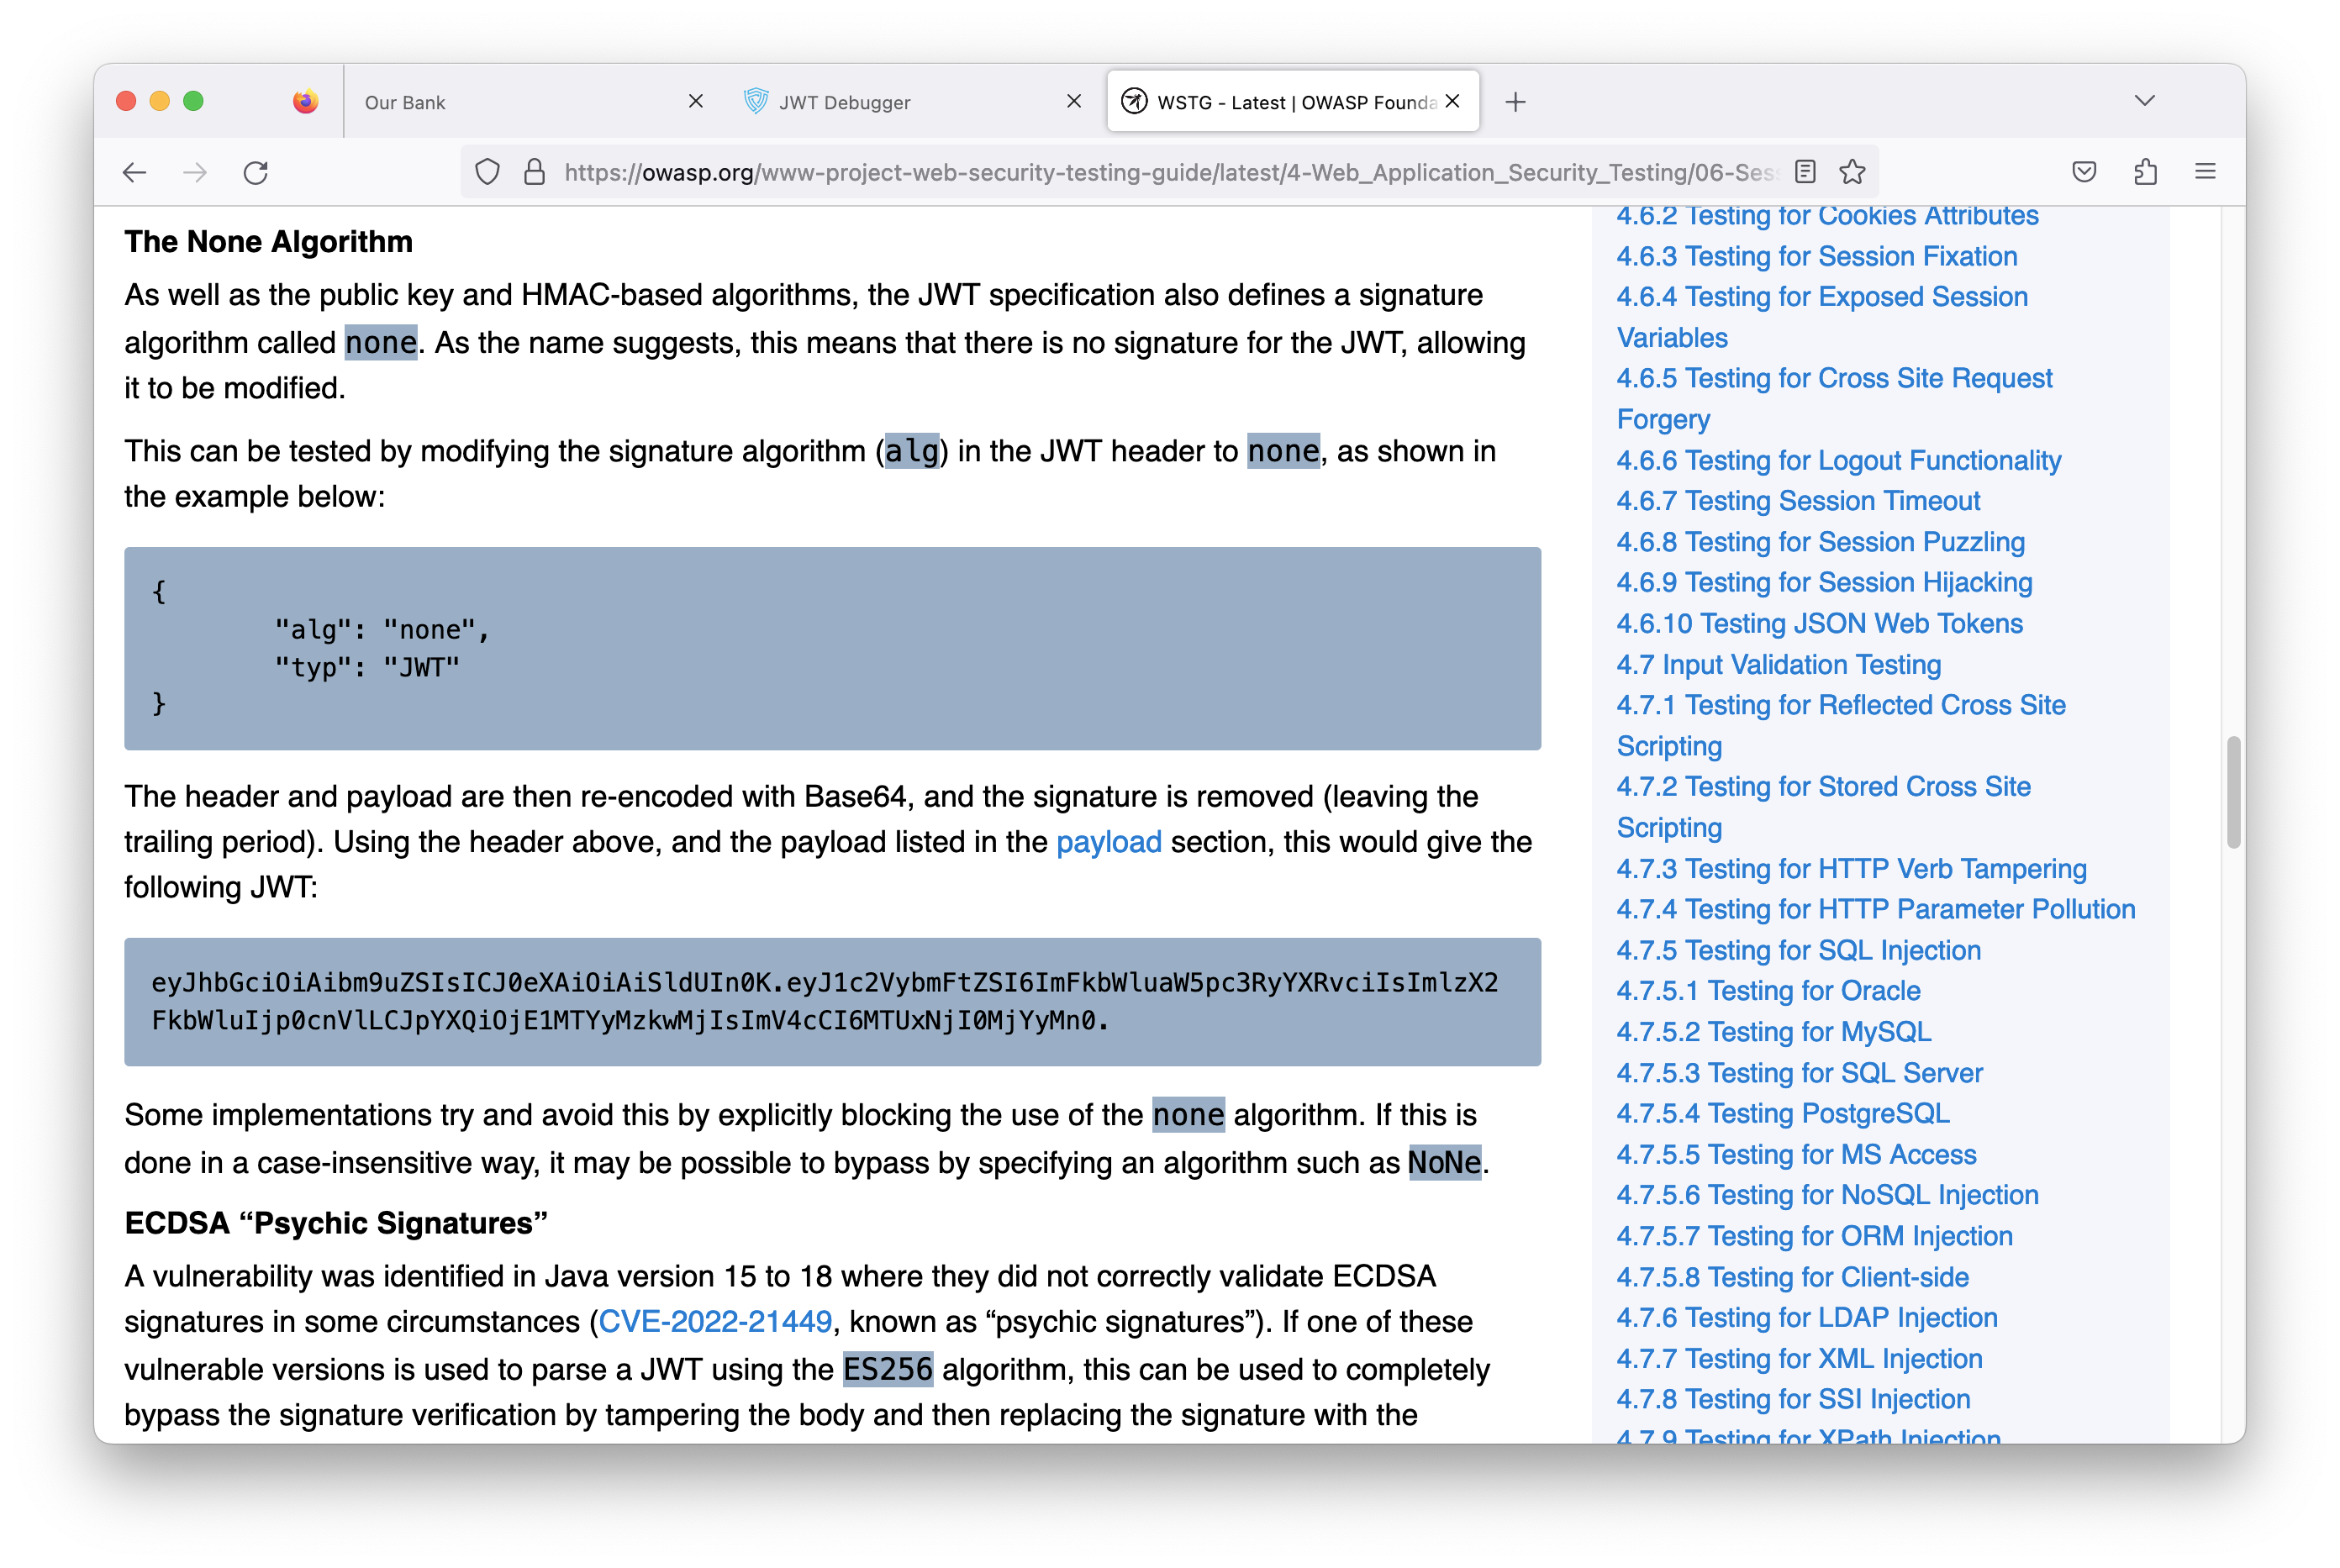 Our Bank
JWT Debugger
WSTG - Latest | OWASP Founda
https://owasp.org/www-project-web-security-testing-guide/latest/4-Web_Application_Security_Testing/06-Sess
The None Algorithm
As well as the public key and HMAC-based algorithms, the JWT specification also defines a signature
algorithm called none. As the name suggests, this means that there is no signature for the JWT, allowing
it to be modified.
This can be tested by modifying the signature algorithm (alg) in the JWT header to none, as shown in
the example below:
{
"alg": "none",
"typ": "JWT"
}
The header and payload are then re-encoded with Base64, and the signature is removed (leaving the
trailing period). Using the header above, and the payload listed in the payload section, this would give the
following JWT:
eyJhbGciOiAibm9uZSIsICJ0eXAiOiAiSldUIn0K.eyJ1c2VybmFtZSI6ImFkbWluaW5pc3RyYXRvciIsImlzX2
FkbWluIjp0cnVlLCJpYXQiOjE1MTYyMzkwMjIsImV4cCI6MTUxNjI0MjYyMn0.
Some implementations try and avoid this by explicitly blocking the use of the none algorithm. If this is
done in a case-insensitive way, it may be possible to bypass by specifying an algorithm such as NoNe.
ECDSA “Psychic Signatures”
A vulnerability was identified in Java version 15 to 18 where they did not correctly validate ECDSA
signatures in some circumstances (CVE-2022-21449, known as “psychic signatures”). If one of these
vulnerable versions is used to parse a JWT using the ES256 algorithm, this can be used to completely
bypass the signature verification by tampering the body and then replacing the signature with the
4.6.2 Testing for Cookies Attributes
4.6.3 Testing for Session Fixation
4.6.4 Testing for Exposed Session
Variables
4.6.5 Testing for Cross Site Request
Forgery
4.6.6 Testing for Logout Functionality
4.6.7 Testing Session Timeout
4.6.8 Testing for Session Puzzling
4.6.9 Testing for Session Hijacking
4.6.10 Testing JSON Web Tokens
4.7 Input Validation Testing
4.7.1 Testing for Reflected Cross Site
Scripting
4.7.2 Testing for Stored Cross Site
Scripting
4.7.3 Testing for HTTP Verb Tampering
4.7.4 Testing for HTTP Parameter Pollution
4.7.5 Testing for SQL Injection
4.7.5.1 Testing for Oracle
4.7.5.2 Testing for MySQL
4.7.5.3 Testing for SQL Server
4.7.5.4 Testing PostgreSQL
4.7.5.5 Testing for MS Access
4.7.5.6 Testing for NoSQL Injection
4.7.5.7 Testing for ORM Injection
4.7.5.8 Testing for Client-side
4.7.6 Testing for LDAP Injection
4.7.7 Testing for XML Injection
4.7.8 Testing for SSI Injection
4.7.9 Testing for XPath Injection